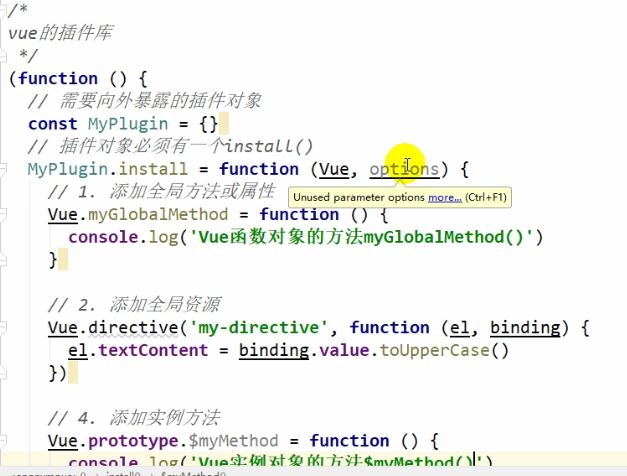 /*
vue的插件库
*/
(function () {
// 需要向外暴露的插件对象
const MyPlugin = {}
// 插件对象必须有一个install()
MyPlugin.install = function (Vue, options) {
// 1. 添加全局方法或属性
Unused parameter options more... (Ctrl+F1)
Vue.myGlobalMethod = function () {
console.log('Vue函数对象的方法myGlobalMethod()')
}
// 2. 添加全局资源
Vue.directive('my-directive', function (el, binding) {
el.textContent = binding.value.toUpperCase()
})
// 4. 添加实例方法
Vue.prototype.$myMethod = function () {
console.log('Vue实例对象的方法$myMethod()')